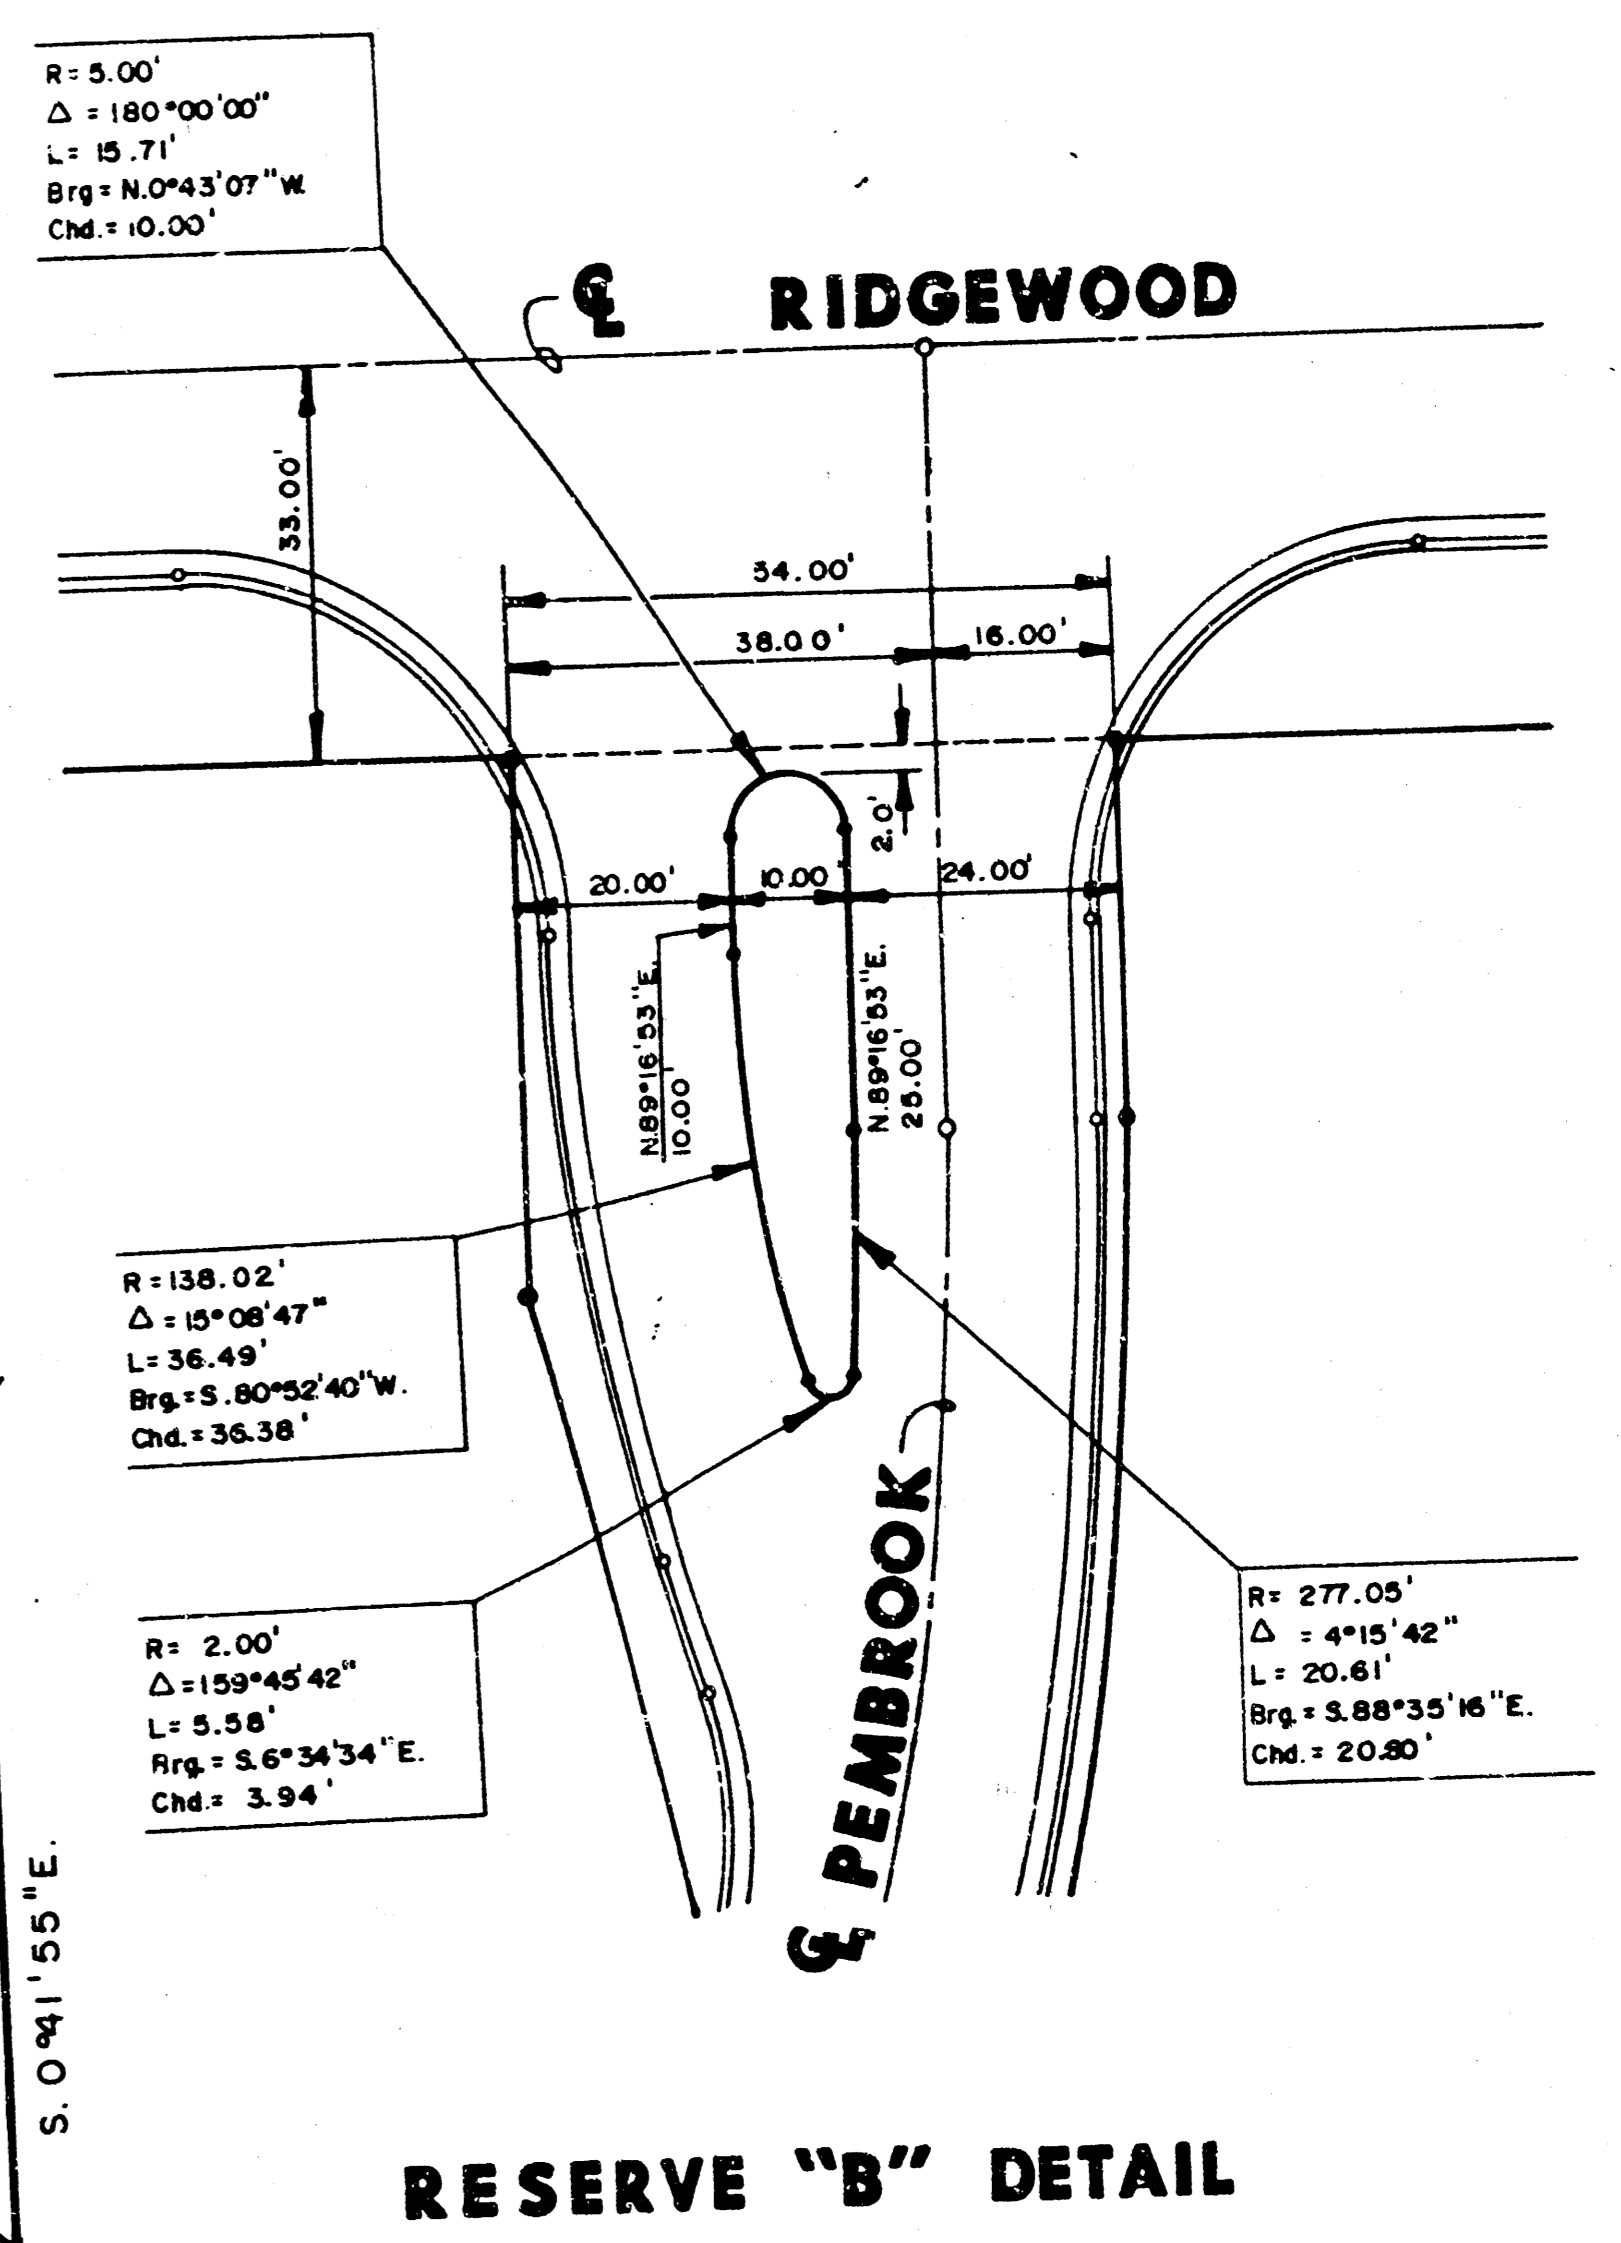 R= 5.00'
Δ = 180°00'00"
L= 15.71'
Brg= N.0°43'07"W.
Chd.= 10.00'
℄ RIDGEWOOD
33.00'
54.00'
38.00'
16.00'
2.0'
20.00'
10.00
24.00'
N.89°16'53"E.
10.00'
N.89°16'53"E.
25.00'
R=138.02'
Δ =15°08'47"
L= 36.49'
Brg.=S.80°52'40"W.
Chd.=36.38'
R= 2.00'
Δ=159°45'42"
L= 5.58'
Brg.= S.6°34'34"E.
Chd.= 3.94'
R= 277.05'
Δ = 4°15'42"
L= 20.61'
Brg.= S.88°35'16"E.
Chd.= 20.60'
℄ PEMBROOK
S. 0°41'55"E.
RESERVE "B" DETAIL